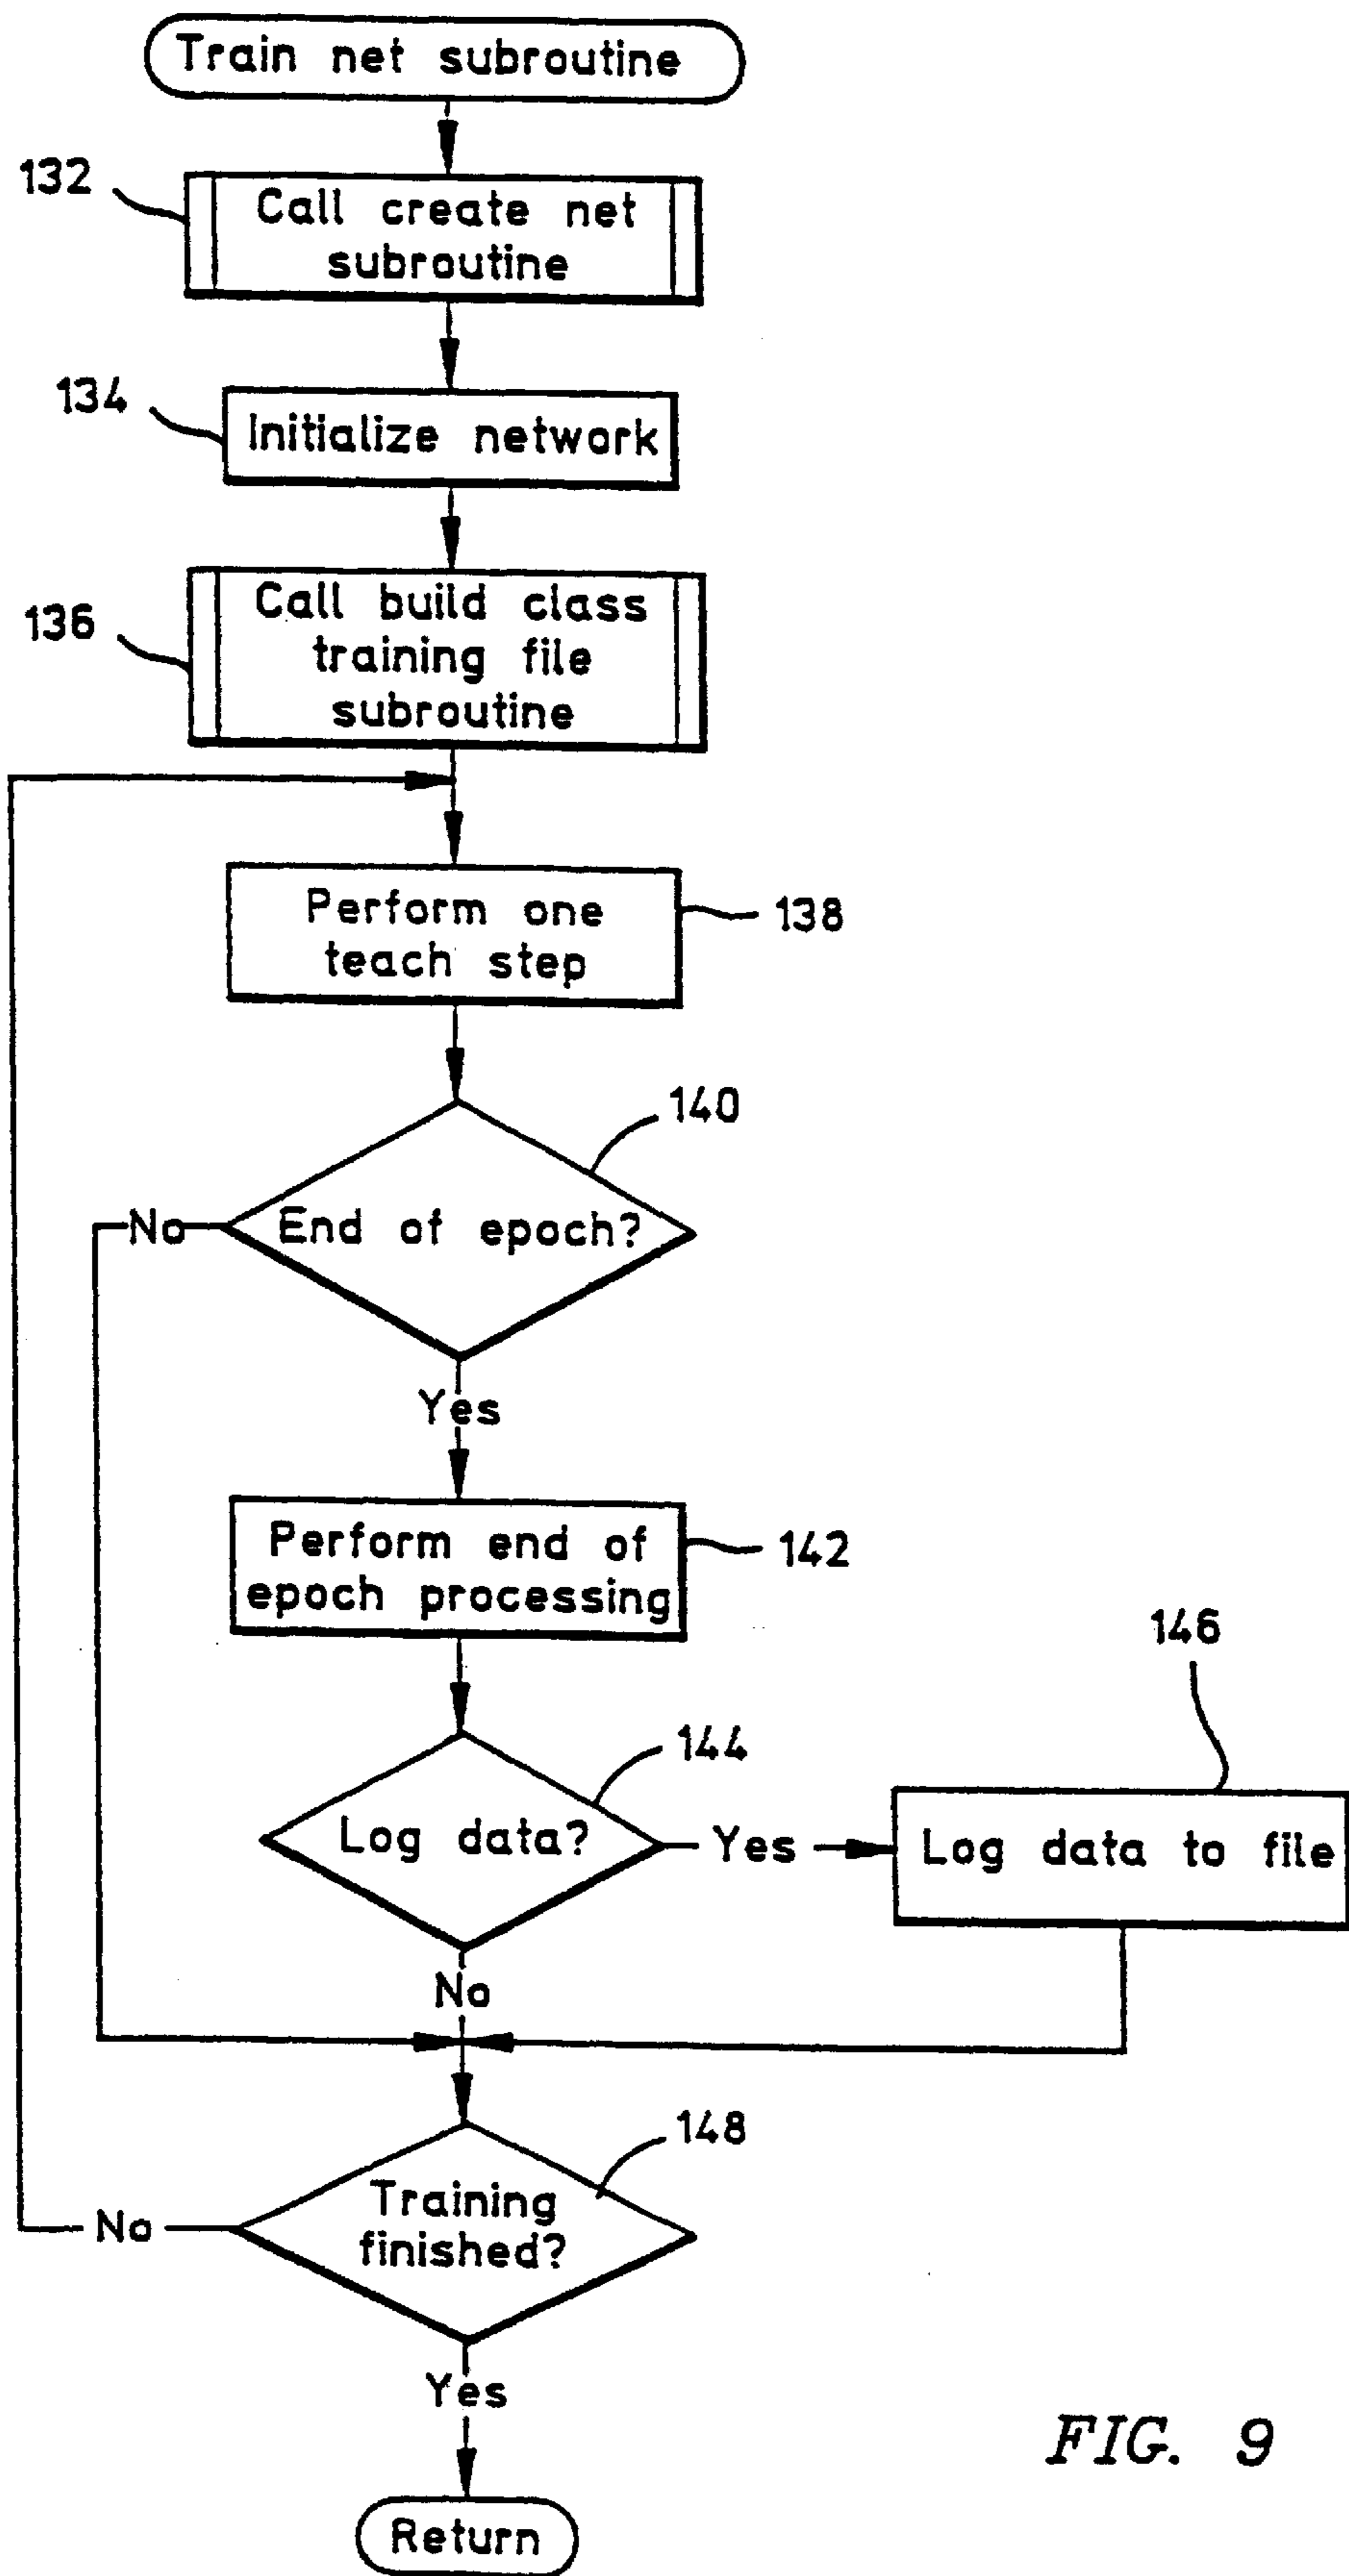 Train net subroutine
132
Call create net
subroutine
134
Initialize network
136
Call build class
training file
subroutine
Perform one
teach step
138
140
No
End of epoch?
Yes
Perform end of
epoch processing
142
146
144
Log data?
Yes
Log data to file
No
148
Training
finished?
No
Yes
FIG. 9
Return